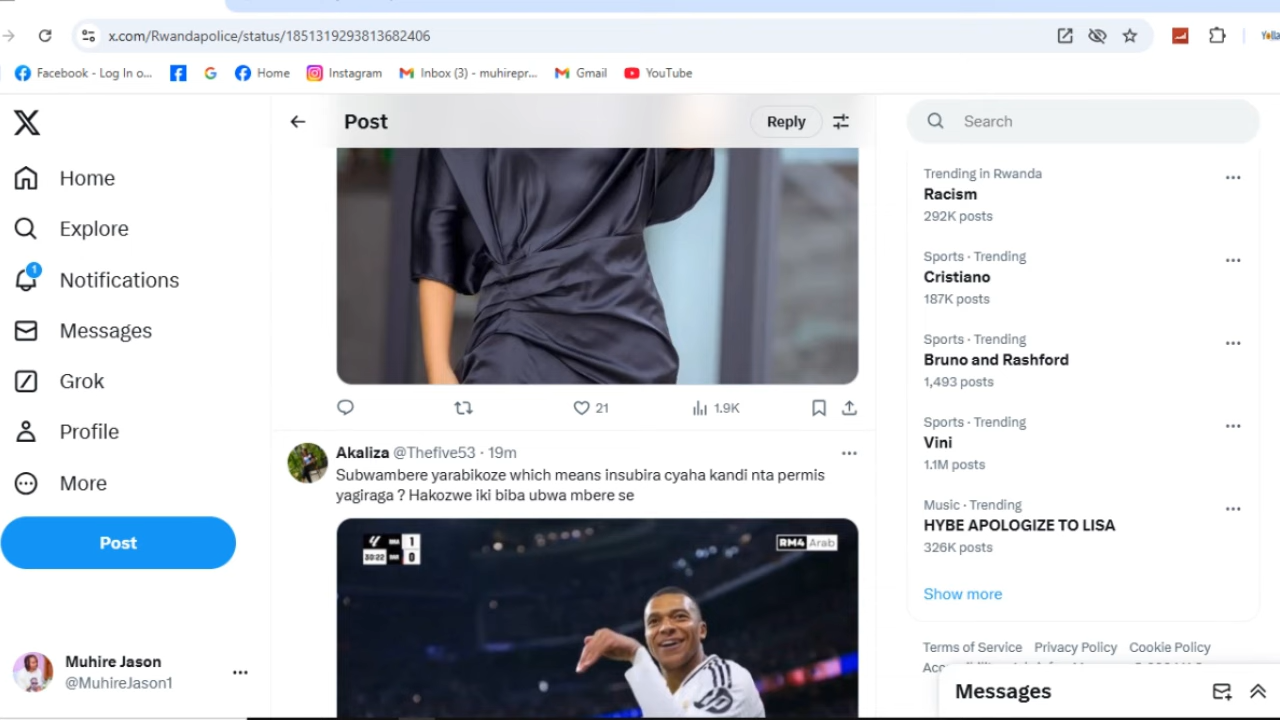 x.com/Rwandapolice/status/1851319293813682406
Facebook - Log In o...
Home
Instagram
Inbox (3) - muhirepr...
Gmail
YouTube
Home
Explore
1
Notifications
Messages
Grok
Profile
More
Post
Muhire Jason
@MuhireJason1
Post
Reply
21
1.9K
Akaliza @Thefive53 · 19m
Subwambere yarabikoze which means insubira cyaha kandi nta permis
yagiraga ? Hakozwe iki biba ubwa mbere se
1
30:22 0
RM4 Arab
Search
Trending in Rwanda
Racism
292K posts
Sports · Trending
Cristiano
187K posts
Sports · Trending
Bruno and Rashford
1,493 posts
Sports · Trending
Vini
1.1M posts
Music · Trending
HYBE APOLOGIZE TO LISA
326K posts
Show more
Terms of Service Privacy Policy Cookie Policy
Messages